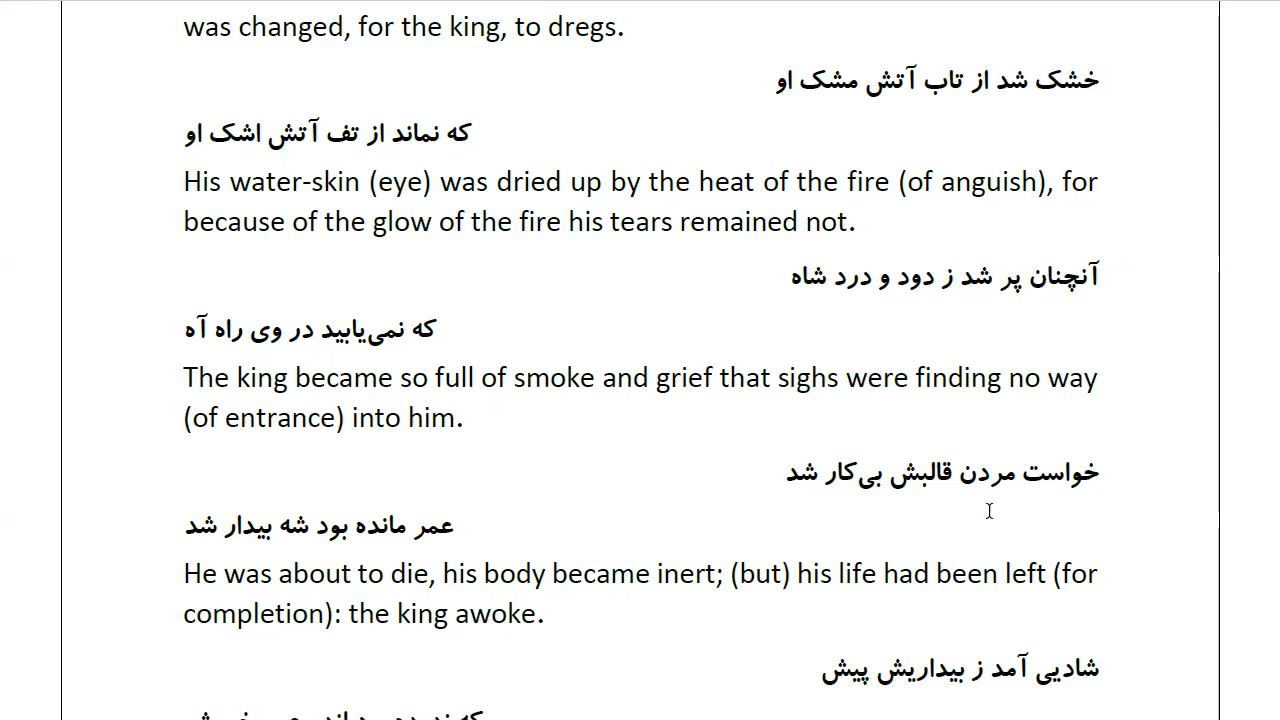 was changed, for the king, to dregs.
خشک شد از تاب آتش مشک او
که نماند از تف آتش اشک او
His water-skin (eye) was dried up by the heat of the fire (of anguish), for
because of the glow of the fire his tears remained not.
آنچنان پر شد ز دود و درد شاه
که نمی‌یابید در وی راه آه
The king became so full of smoke and grief that sighs were finding no way
(of entrance) into him.
خواست مردن قالبش بی‌کار شد
عمر مانده بود شه بیدار شد
He was about to die, his body became inert; (but) his life had been left (for
completion): the king awoke.
شادیی آمد ز بیداریش پیش